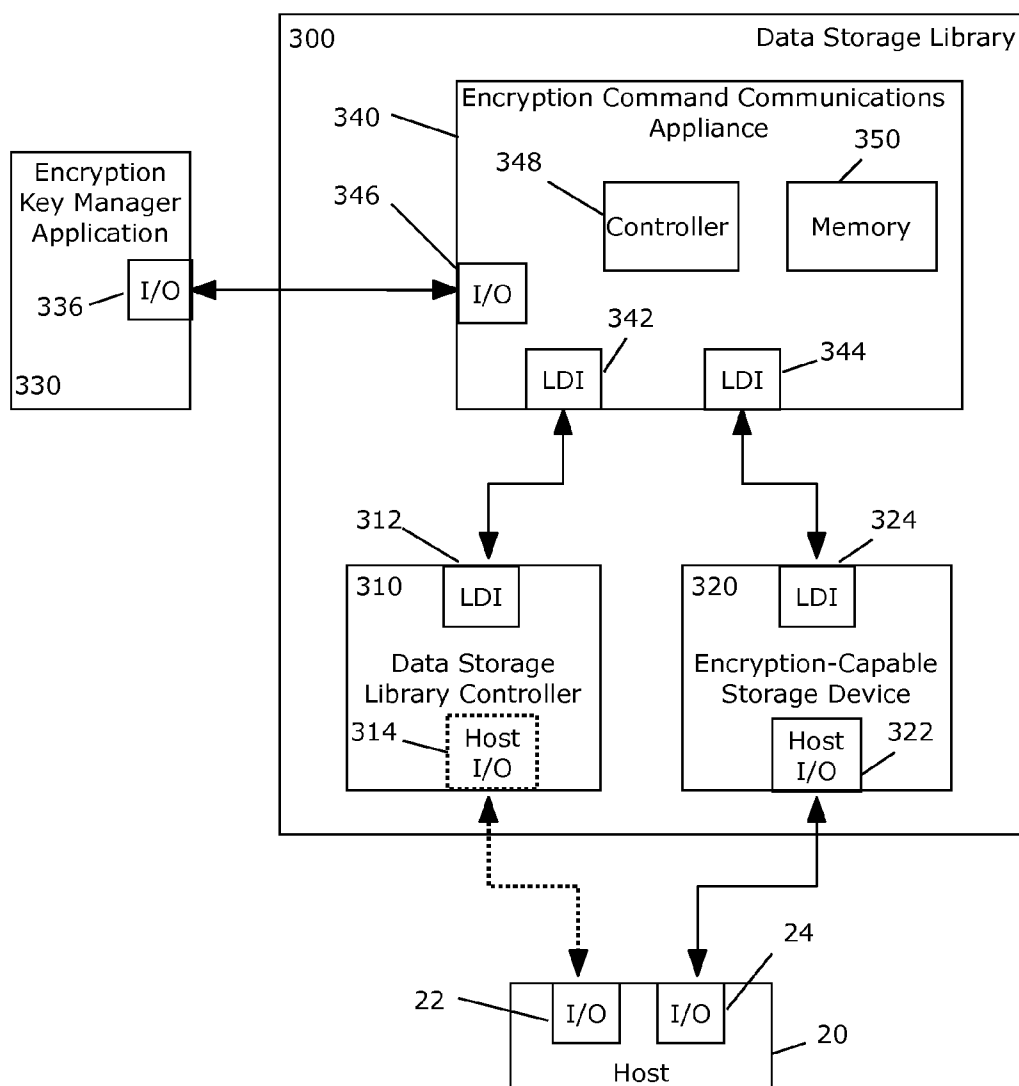 300
Data Storage Library
340
Encryption Command Communications
Appliance
348
350
Controller
Memory
Encryption
Key Manager
Application
346
336
I/O
I/O
330
342
344
LDI
LDI
312
324
310
LDI
320
LDI
Data Storage
Library Controller
Encryption-Capable
Storage Device
314
Host
I/O
Host
I/O
322
24
22
I/O
I/O
20
Host